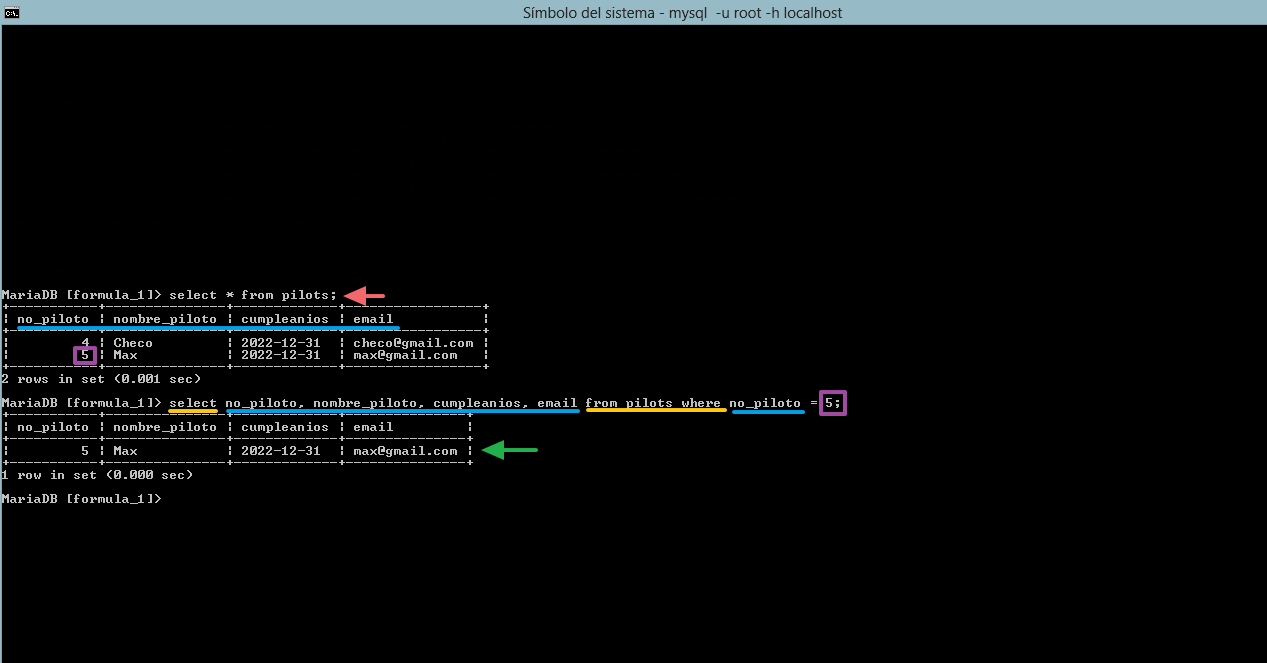 Símbolo del sistema - mysql -u root -h localhost
MariaDB [formula_1]> select * from pilots;
+-----------+---------------+------------+-----------------+
| no_piloto | nombre_piloto | cumpleanios | email |
+-----------+---------------+------------+-----------------+
| 4 | Checo | 2022-12-31 | checo@gmail.com |
| 5 | Max | 2022-12-31 | max@gmail.com |
+-----------+---------------+------------+-----------------+
2 rows in set (0.001 sec)
MariaDB [formula_1]> select no_piloto, nombre_piloto, cumpleanios, email from pilots where no_piloto =5;
+-----------+---------------+-------------+---------------+
| no_piloto | nombre_piloto | cumpleanios | email |
+-----------+---------------+-------------+---------------+
| 5 | Max | 2022-12-31 | max@gmail.com |
+-----------+---------------+-------------+---------------+
1 row in set (0.000 sec)
MariaDB [formula_1]>